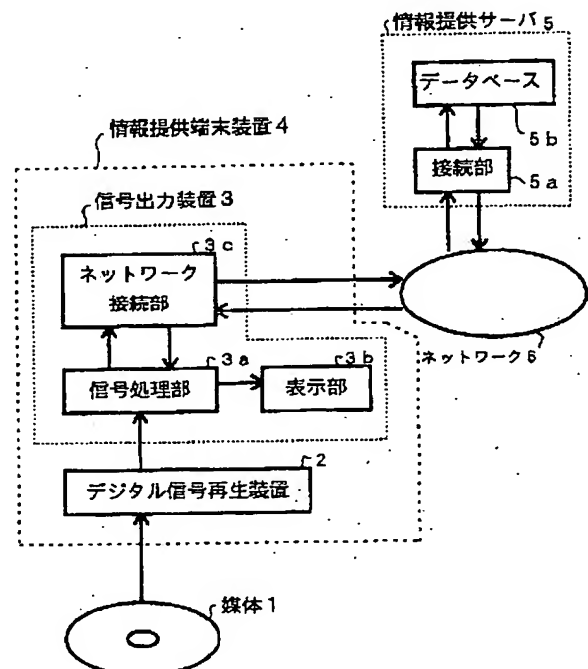 情報提供サーバ5
データベース
5b
接続部
5a
情報提供端末装置4
信号出力装置3
3c
ネットワーク
接続部
3a
信号処理部
3b
表示部
ネットワーク6
2
デジタル信号再生装置
媒体1